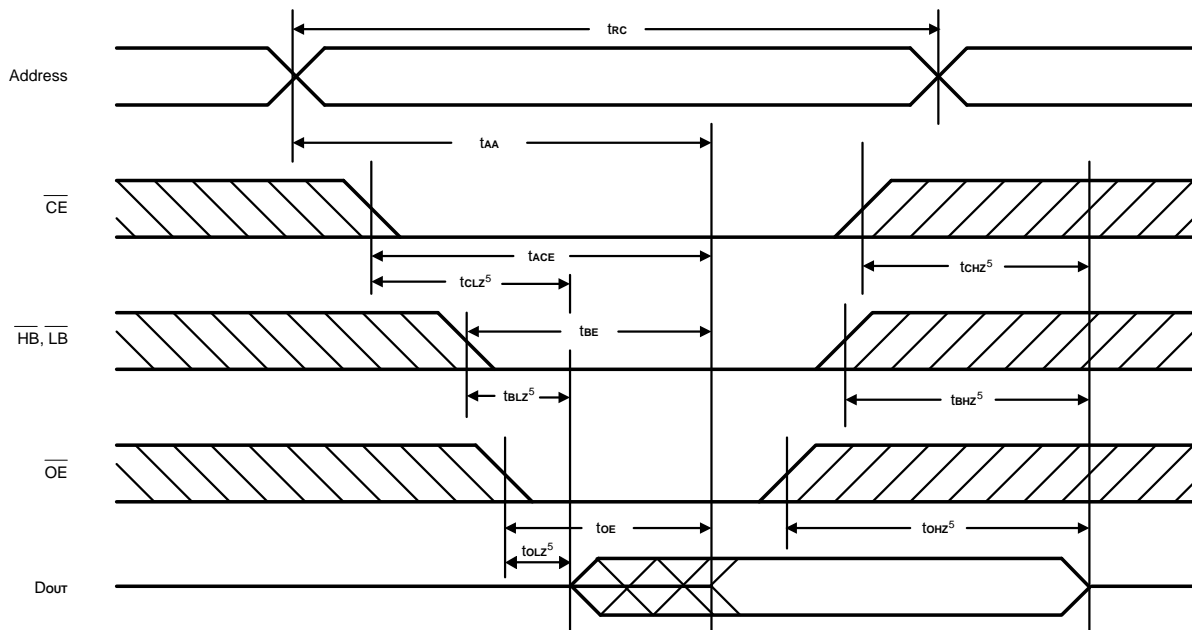 tRC
Address
tAA
CE
tACE
tCLZ5
tCHZ5
HB, LB
tBE
tBLZ5
tBHZ5
OE
tOE
tOHZ5
tOLZ5
DOUT